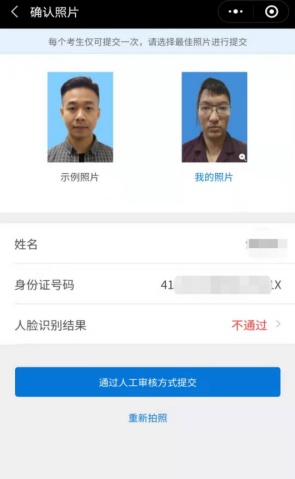 确认照片
每个考生仅可提交一次，请选择最佳照片进行提交
示例照片
我的照片
姓名
身份证号码 41 1X
人脸识别结果 不通过
通过人工审核方式提交
重新拍照